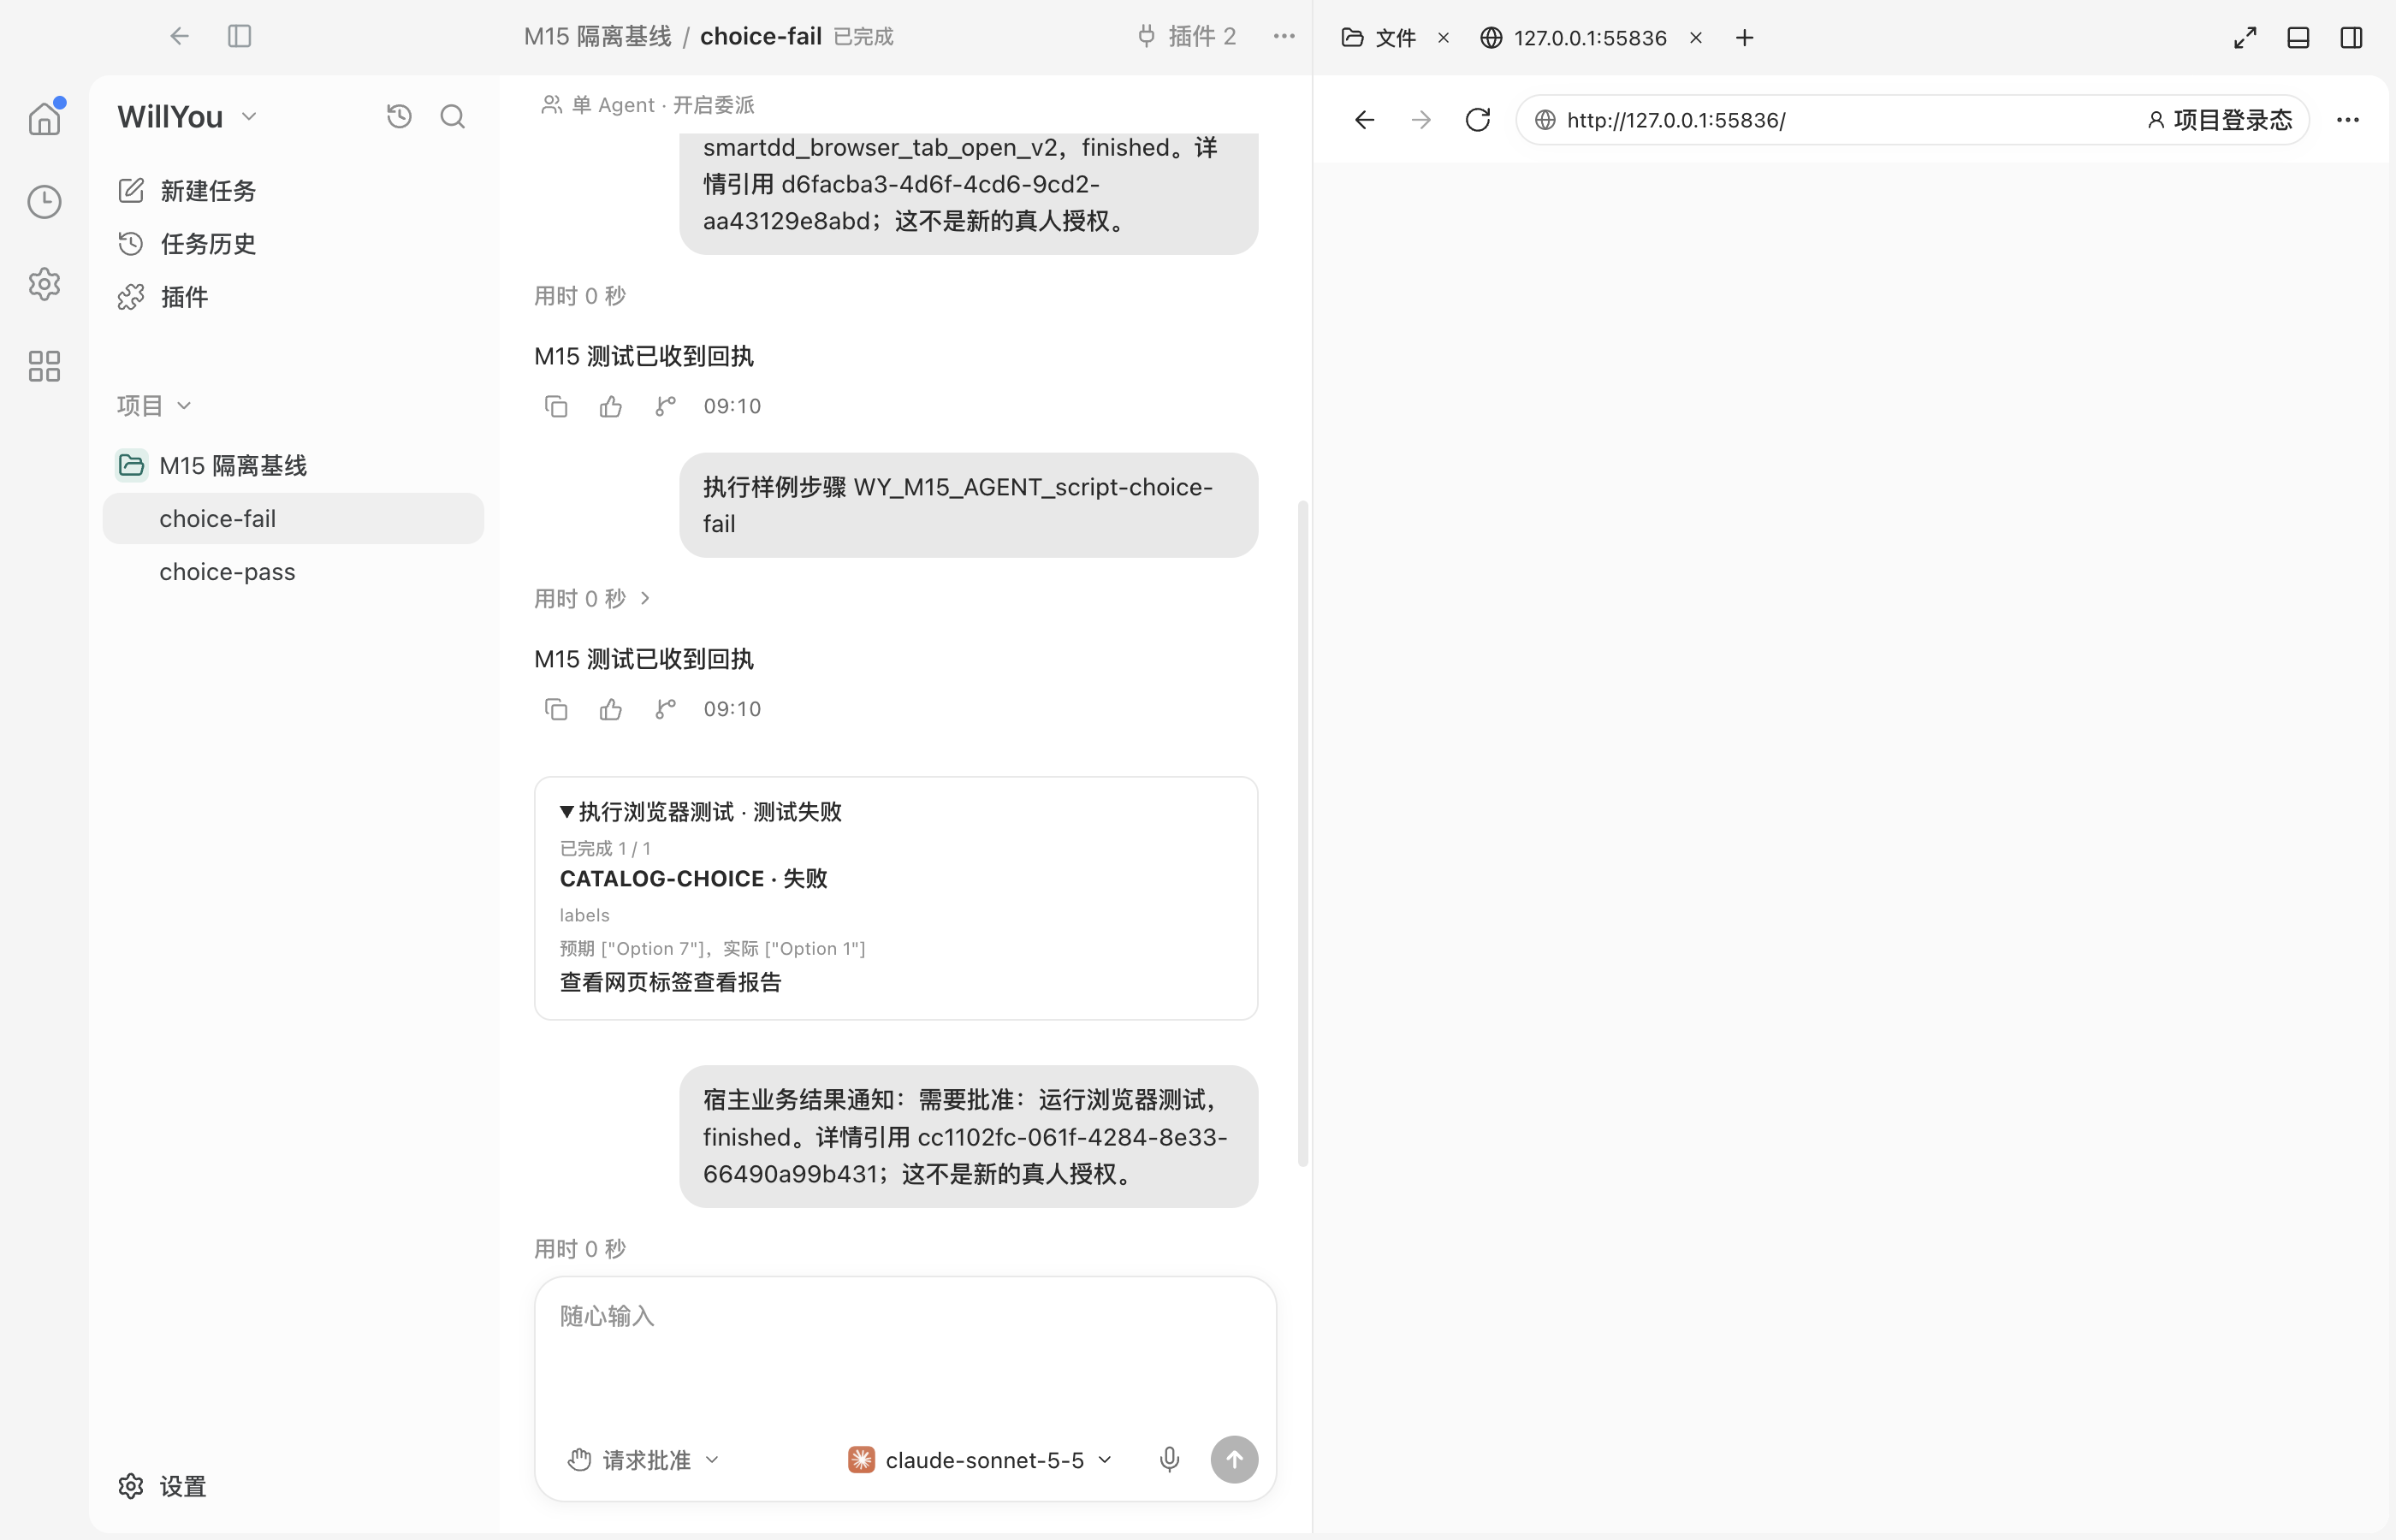 M15 隔离基线 / choice-fail 已完成
插件 2
文件
127.0.0.1:55836
WillYou
新建任务
任务历史
插件
项目
M15 隔离基线
choice-fail
choice-pass
设置
单 Agent · 开启委派
smartdd_browser_tab_open_v2，finished。详
情引用 d6facba3-4d6f-4cd6-9cd2-
aa43129e8abd；这不是新的真人授权。
用时 0 秒
M15 测试已收到回执
09:10
执行样例步骤 WY_M15_AGENT_script-choice-
fail
用时 0 秒
M15 测试已收到回执
09:10
执行浏览器测试 · 测试失败
已完成 1 / 1
CATALOG-CHOICE · 失败
labels
预期 ["Option 7"]，实际 ["Option 1"]
查看网页标签查看报告
宿主业务结果通知：需要批准：运行浏览器测试，
finished。详情引用 cc1102fc-061f-4284-8e33-
66490a99b431；这不是新的真人授权。
用时 0 秒
随心输入
请求批准
claude-sonnet-5-5
http://127.0.0.1:55836/
项目登录态